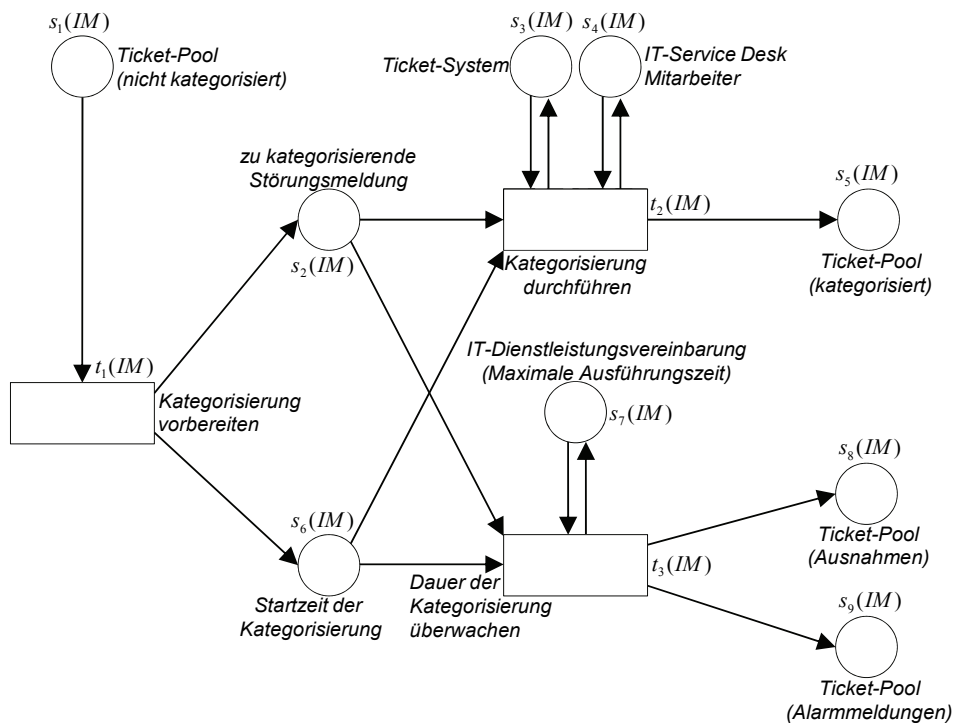 s₁(IM)
Ticket-Pool
(nicht kategorisiert)
s₃(IM)
s₄(IM)
Ticket-System
IT-Service Desk
Mitarbeiter
zu kategorisierende
Störungsmeldung
s₂(IM)
t₂(IM)
Kategorisierung
durchführen
s₅(IM)
Ticket-Pool
(kategorisiert)
t₁(IM)
Kategorisierung
vorbereiten
IT-Dienstleistungsvereinbarung
(Maximale Ausführungszeit)
s₇(IM)
s₆(IM)
Startzeit der
Kategorisierung
Dauer der
Kategorisierung
überwachen
t₃(IM)
s₈(IM)
Ticket-Pool
(Ausnahmen)
s₉(IM)
Ticket-Pool
(Alarmmeldungen)